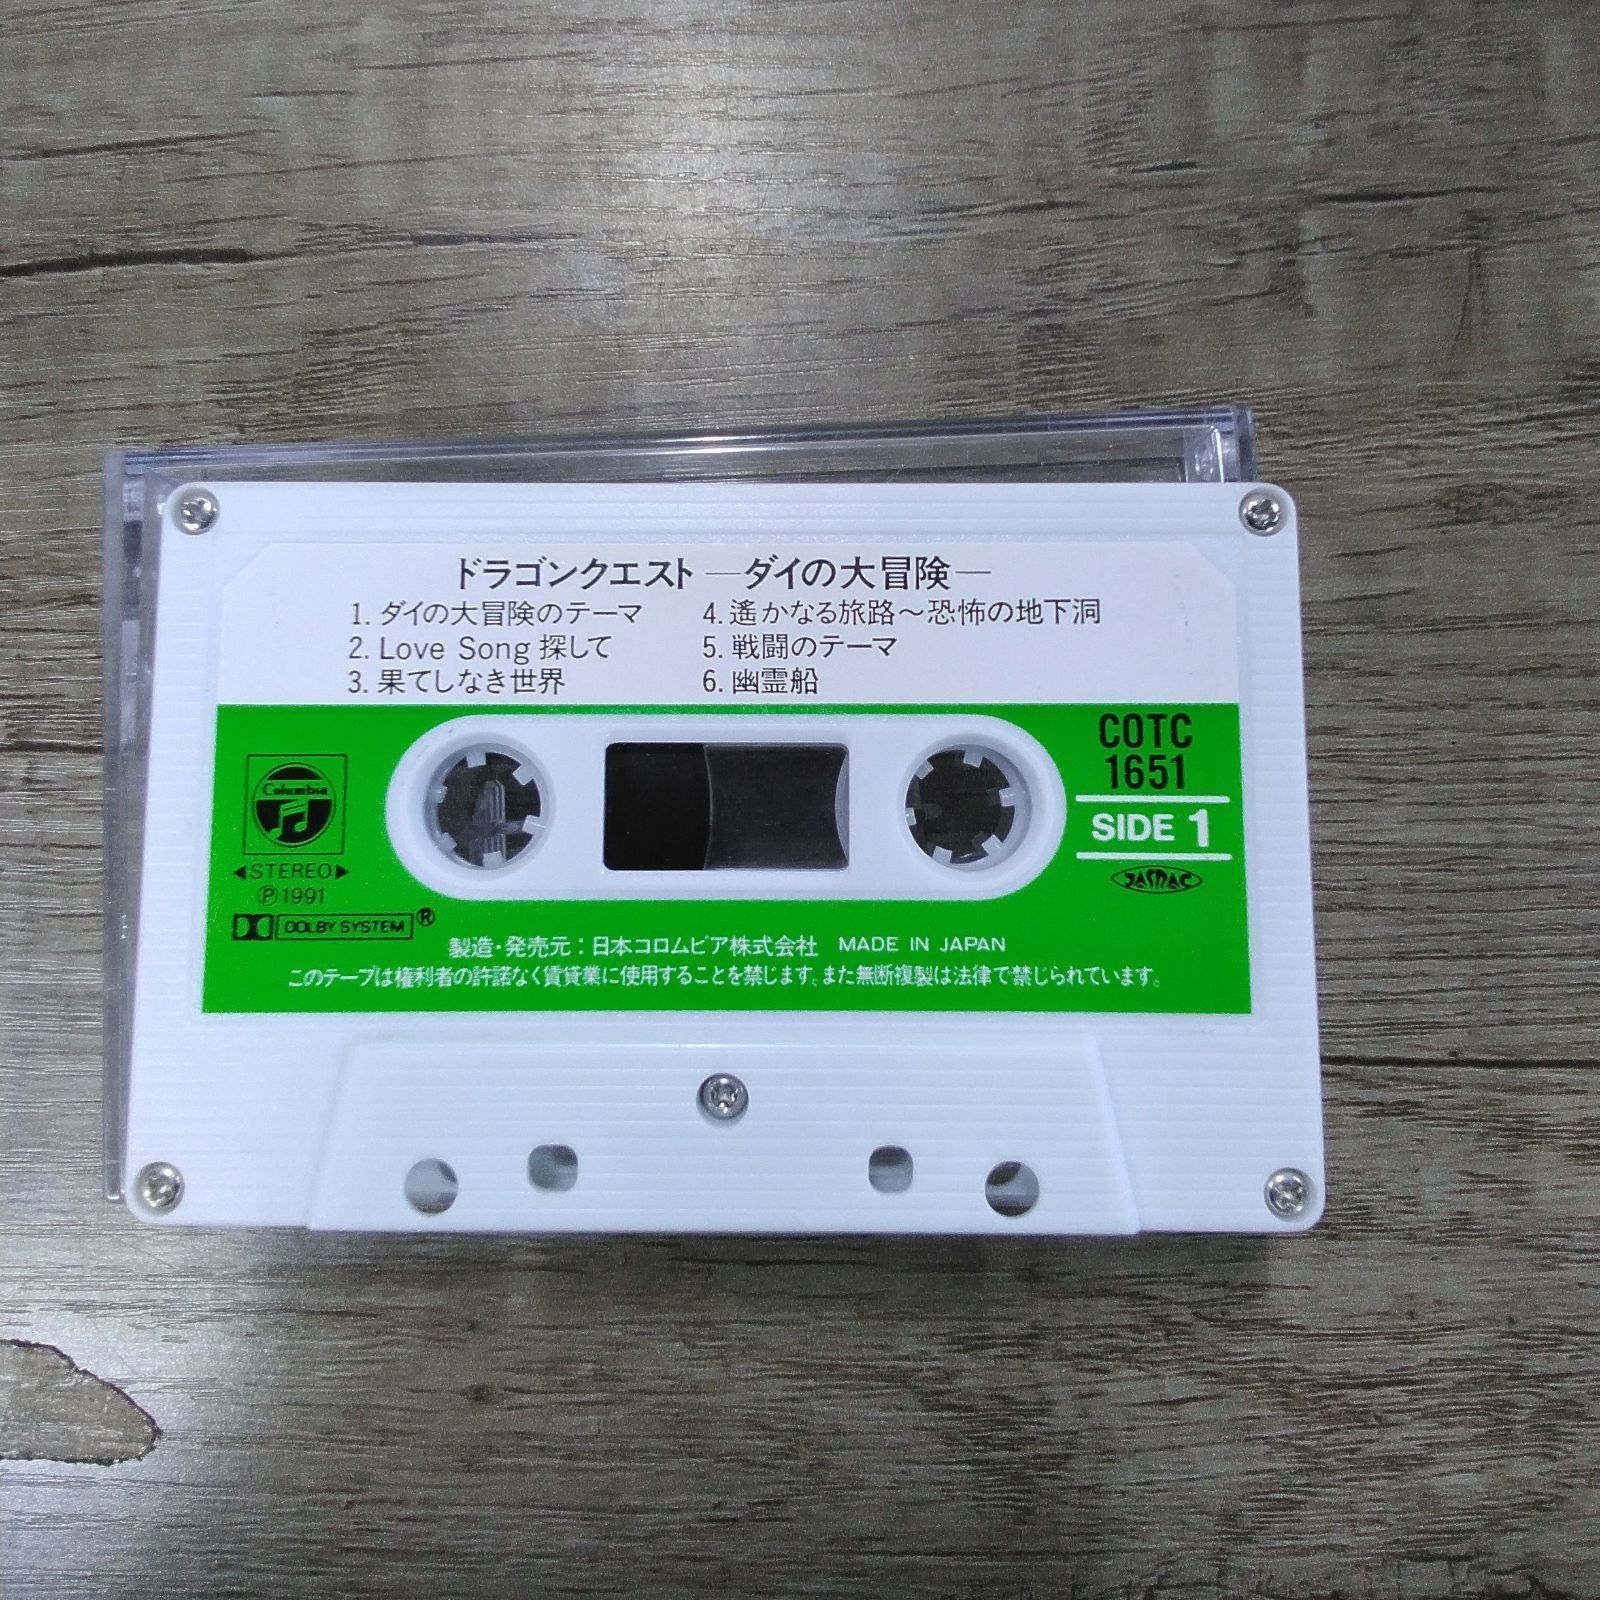 ドラゴンクエスト ―ダイの大冒険―
1. ダイの大冒険のテーマ
2. Love Song 探して
3. 果てしなき世界
4. 遙かなる旅路～恐怖の地下洞
5. 戦闘のテーマ
6. 幽霊船
Columbia
◀STEREO▶
Ⓟ1991
DOLBY SYSTEM®
COTC
1651
SIDE 1
JASRAC
製造・発売元：日本コロムビア株式会社 MADE IN JAPAN
このテープは権利者の許諾なく賃貸業に使用することを禁じます。また無断複製は法律で禁じられています。